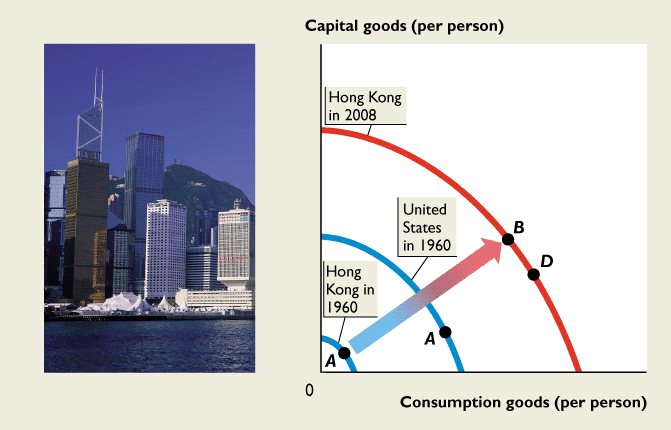 Capital goods (per person)
Hong Kong
in 2008
United
States
in 1960
B
D
Hong
Kong in
1960
A
A
0
Consumption goods (per person)